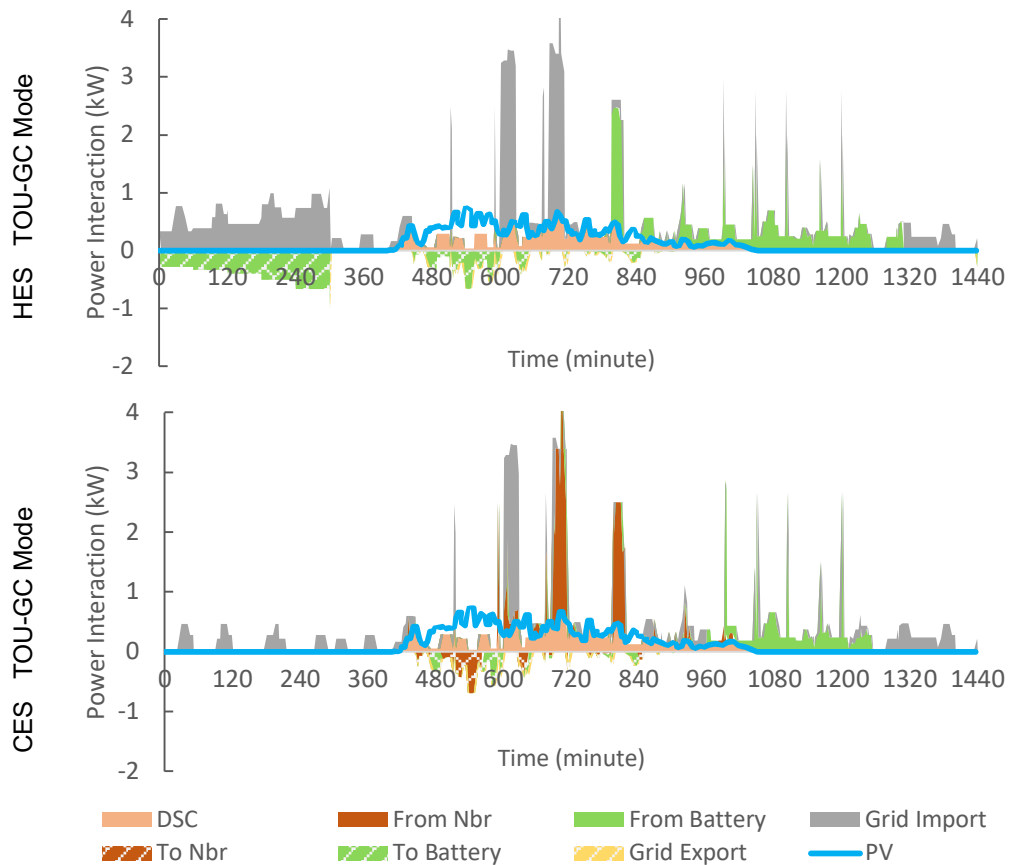 HES TOU-GC Mode
Power Interaction (kW)
4
3
2
1
0
-1
-2
0 120 240 360 480 600 720 840 960 1080 1200 1320 1440
Time (minute)
CES TOU-GC Mode
Power Interaction (kW)
4
3
2
1
0
-1
-2
0 120 240 360 480 600 720 840 960 1080 1200 1320 1440
Time (minute)
DSC From Nbr From Battery Grid Import
To Nbr To Battery Grid Export PV